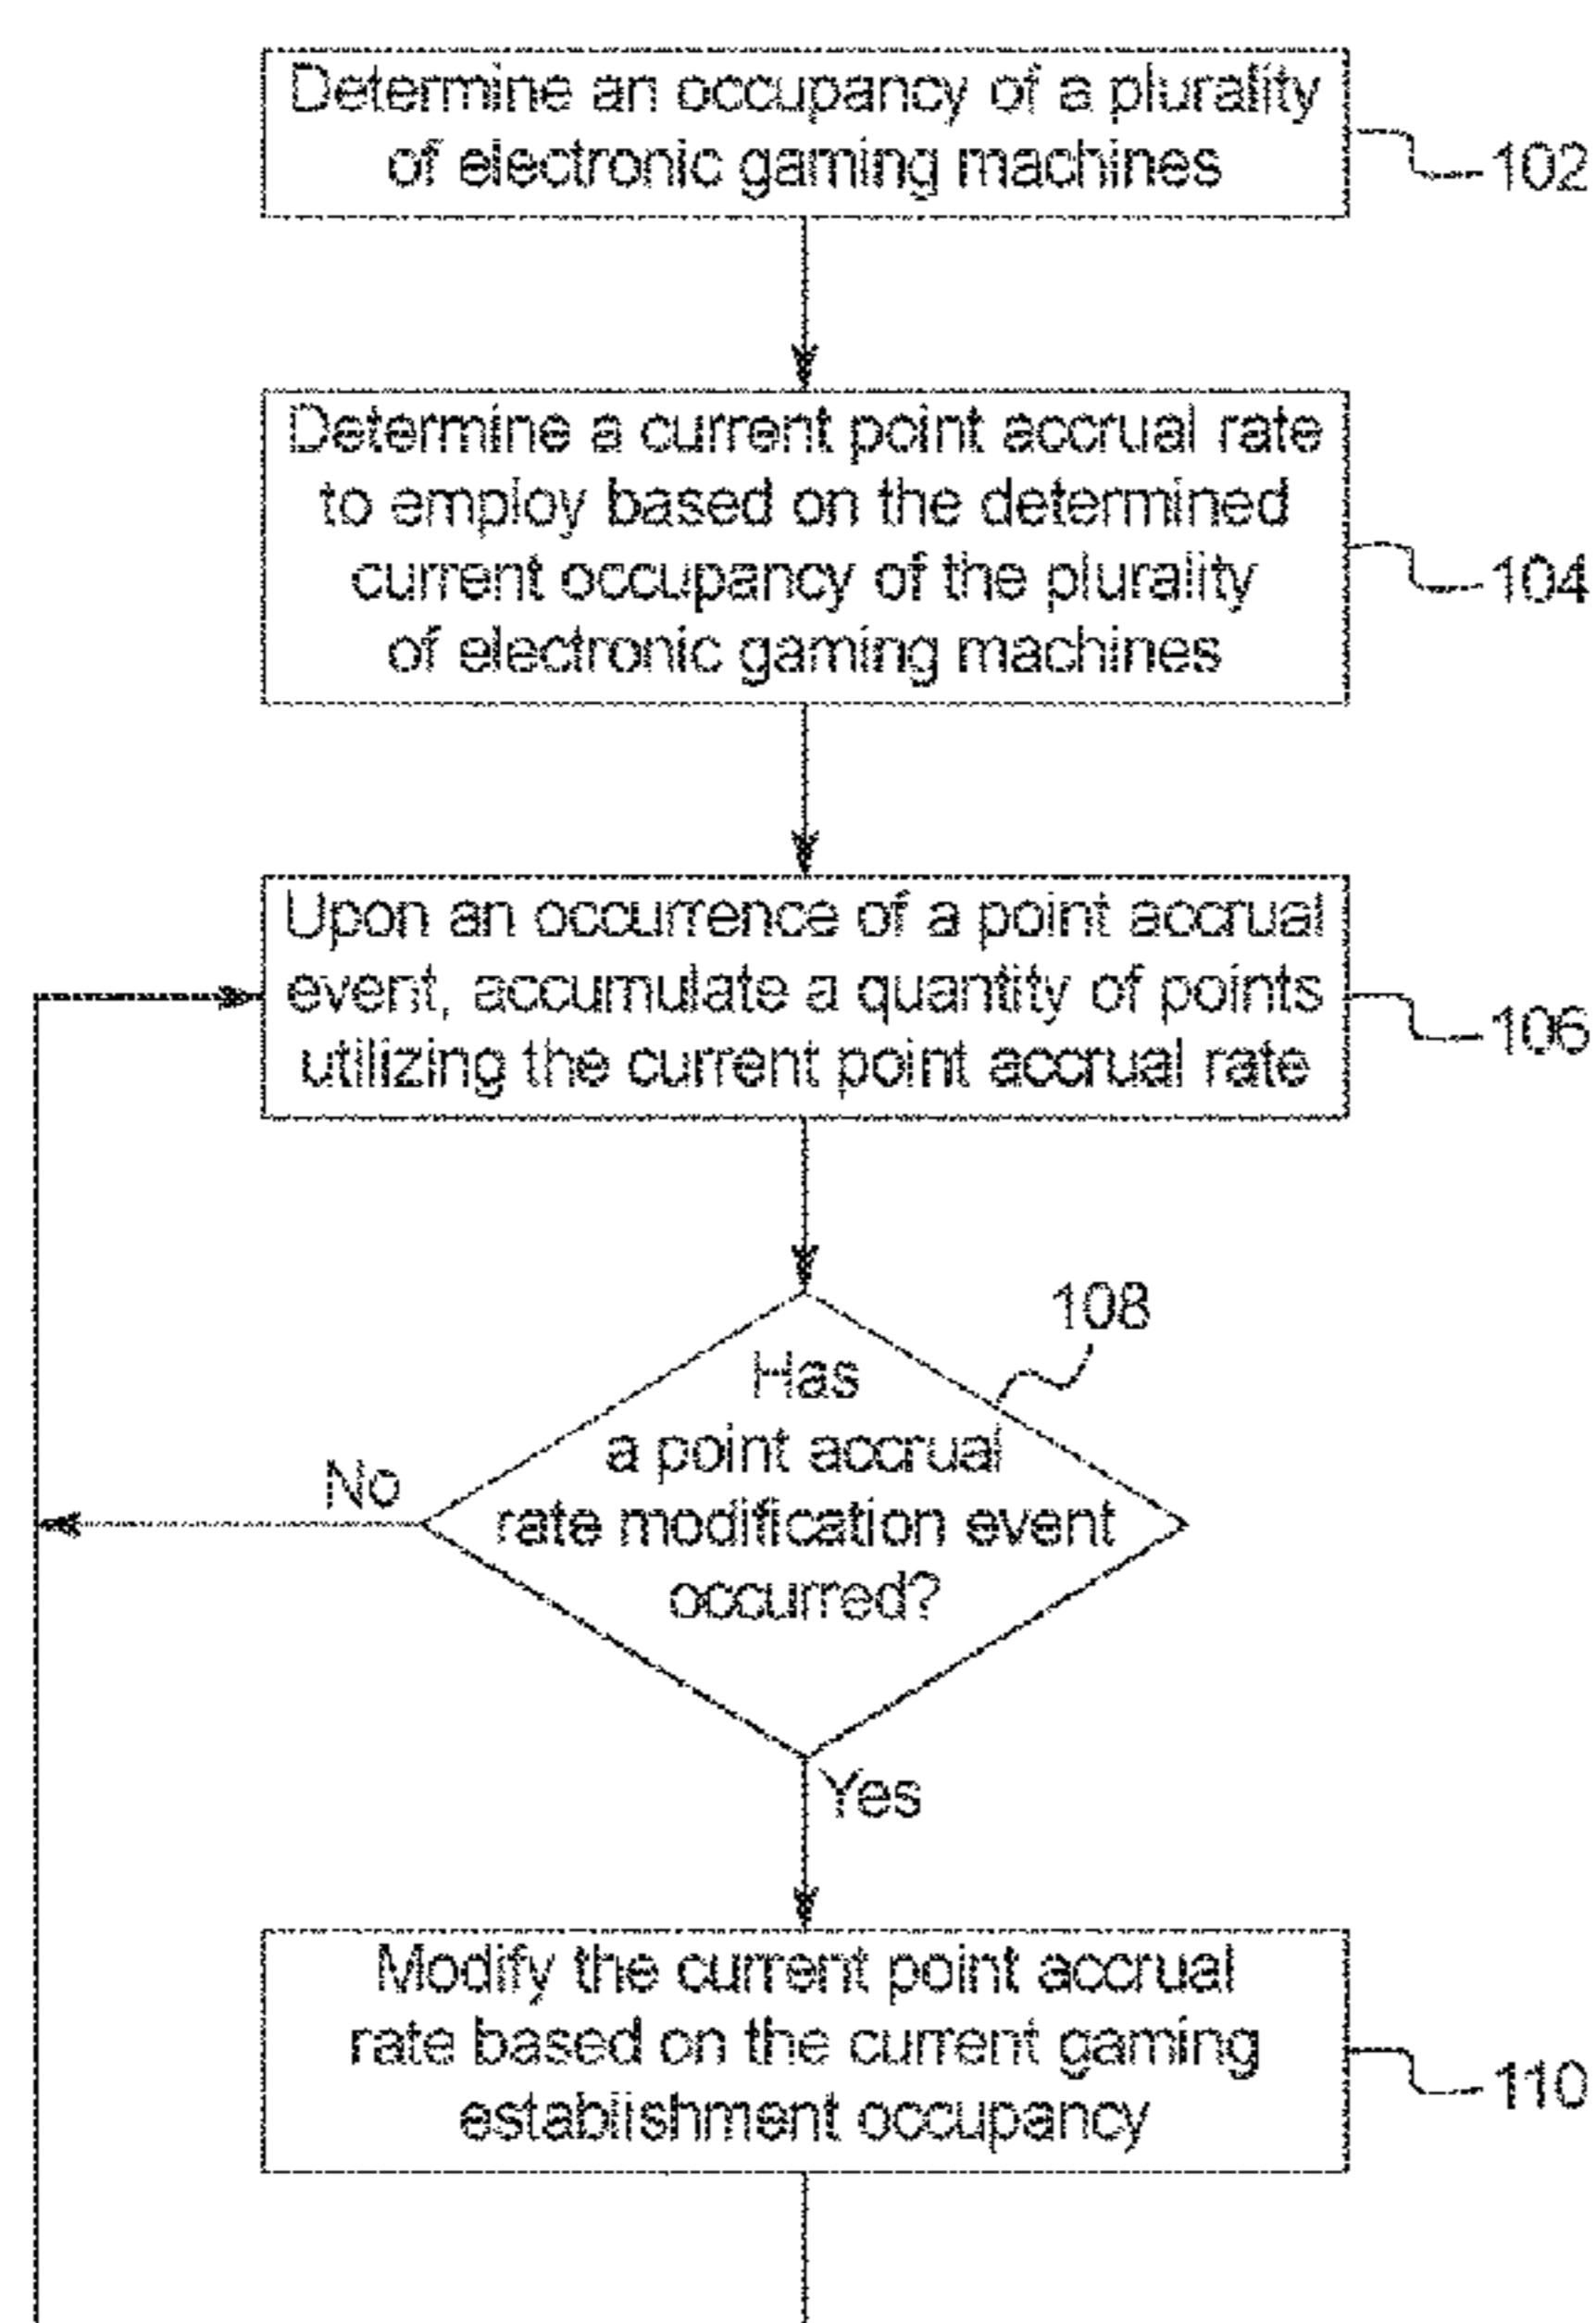 Determine an occupancy of a plurality
of electronic gaming machines
102
Determine a current point accrual rate
to employ based on the determined
current occupancy of the plurality
of electronic gaming machines
104
Upon an occurrence of a point accrual
event, accumulate a quantity of points
utilizing the current point accrual rate
106
108
Has
a point accrual
rate modification event
occurred?
No
Yes
Modify the current point accrual
rate based on the current gaming
establishment occupancy
110